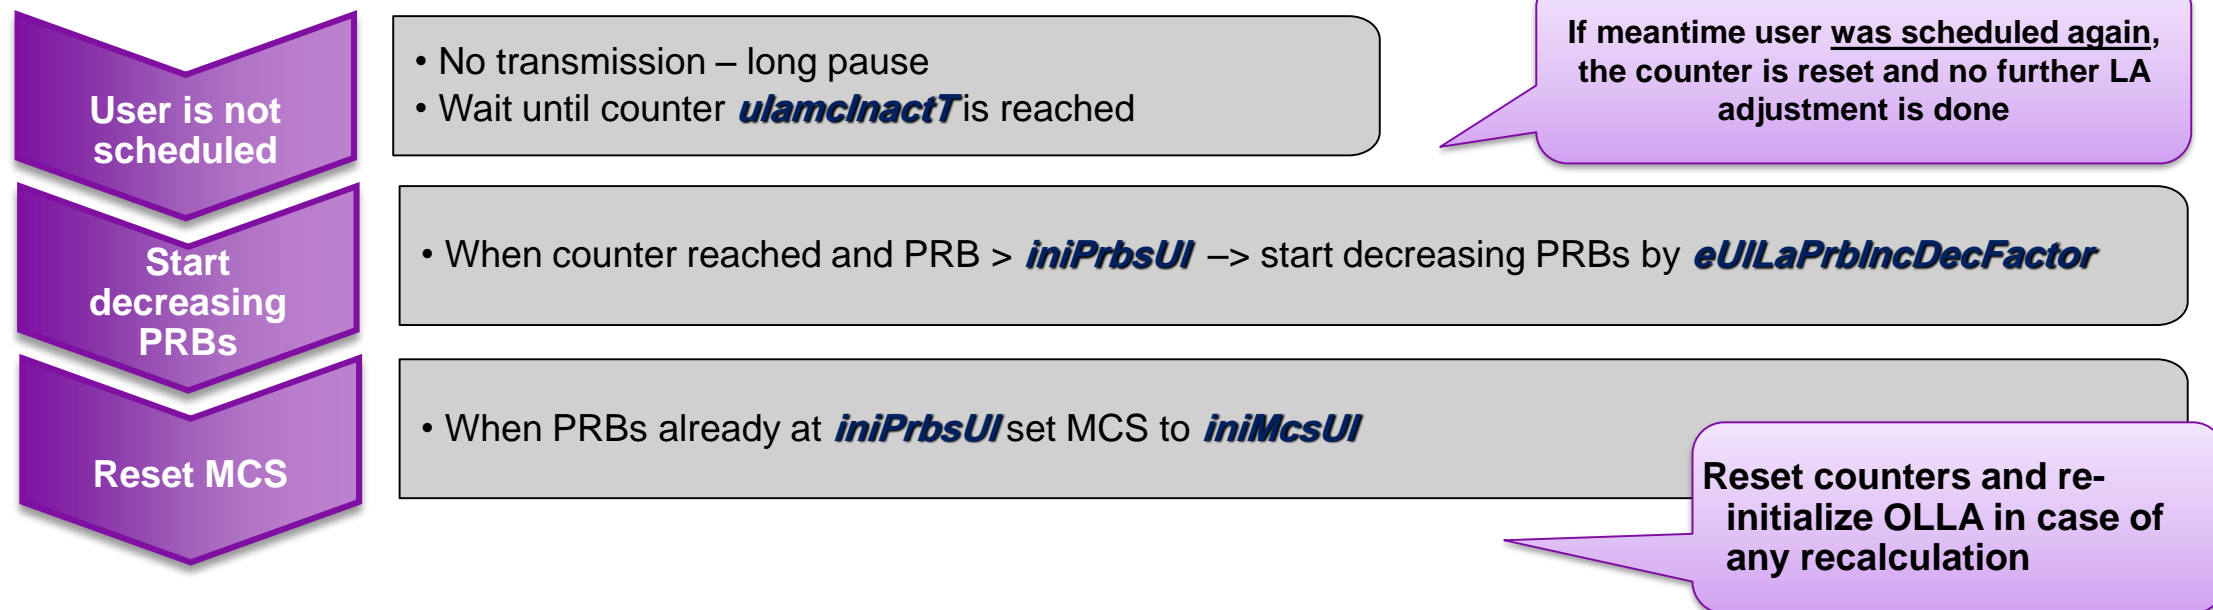 User is not
scheduled
• No transmission – long pause
• Wait until counter ulamcInactT is reached
If meantime user was scheduled again,
the counter is reset and no further LA
adjustment is done
Start
decreasing
PRBs
• When counter reached and PRB > iniPrbsUl –> start decreasing PRBs by eUlLaPrbIncDecFactor
Reset MCS
• When PRBs already at iniPrbsUl set MCS to iniMcsUl
Reset counters and re-
initialize OLLA in case of
any recalculation